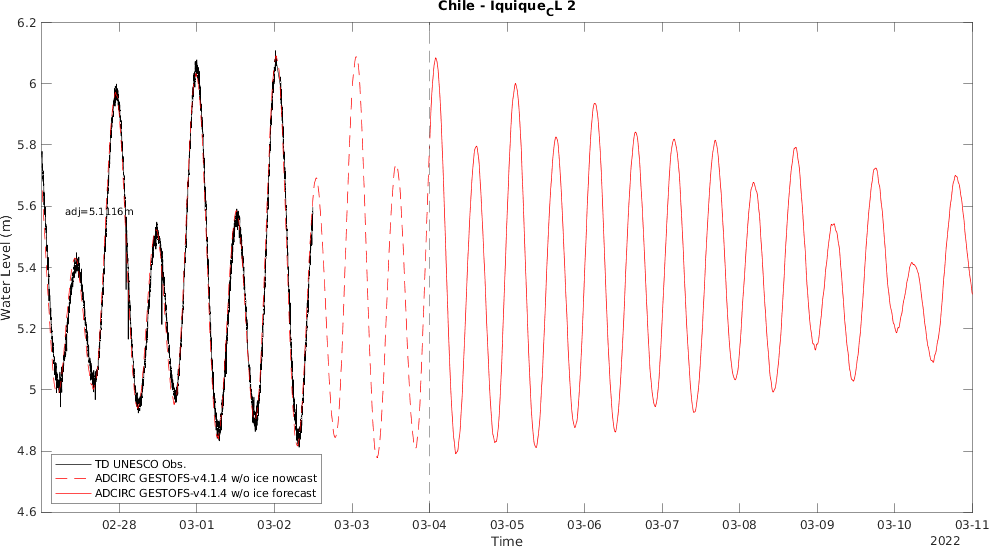 Chile - Iquique_CL 2
6.2
6
5.8
5.6
5.4
5.2
5
4.8
4.6
Water Level (m)
adj=5.1116m
TD UNESCO Obs.
ADCIRC GESTOFS-v4.1.4 w/o ice nowcast
ADCIRC GESTOFS-v4.1.4 w/o ice forecast
02-28 03-01 03-02 03-03 03-04 03-05 03-06 03-07 03-08 03-09 03-10 03-11
Time
2022